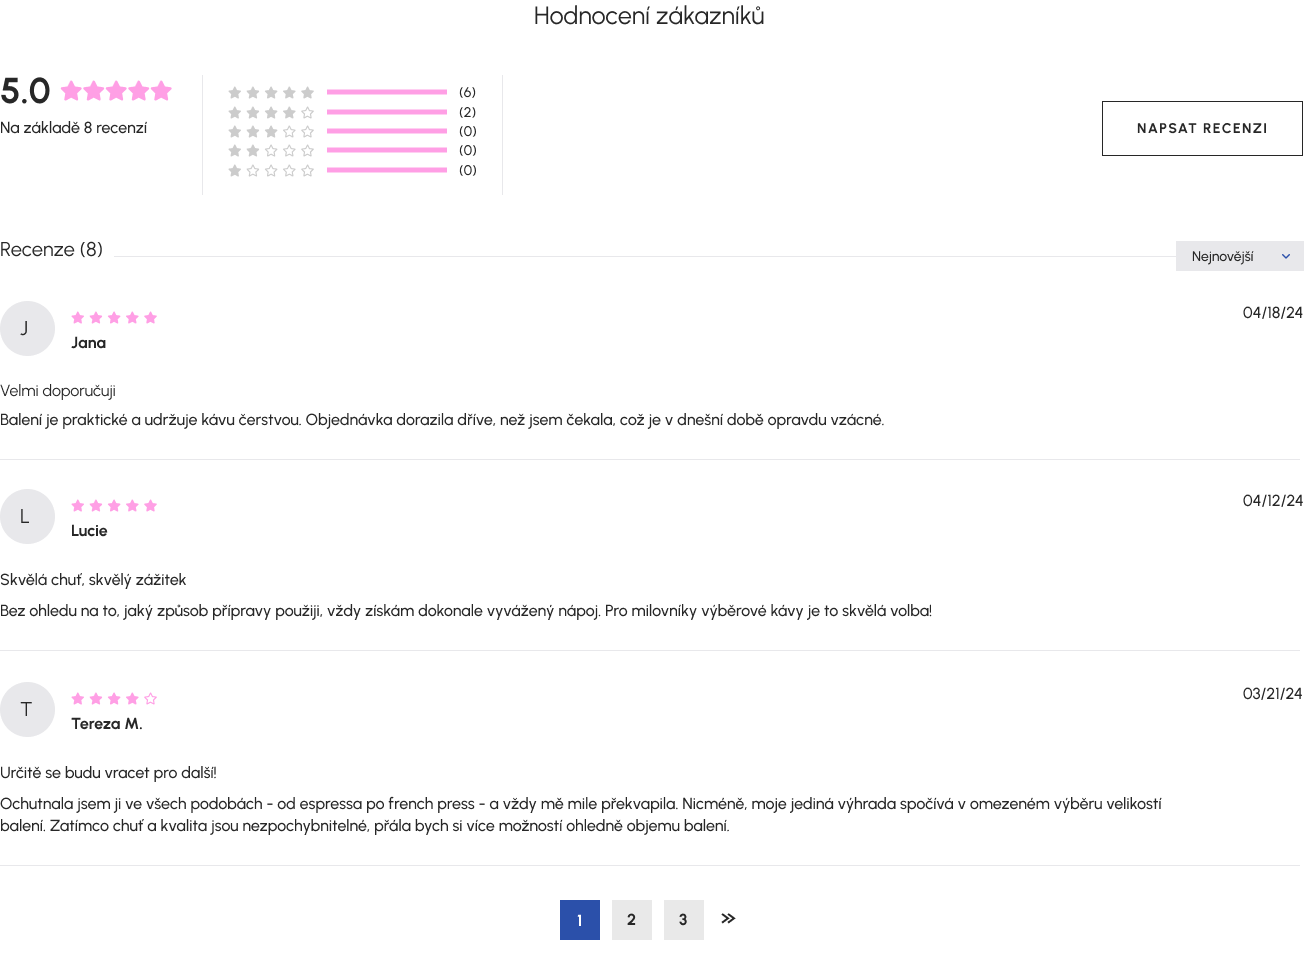 Hodnocení zákazníků
5.0
Na základě 8 recenzí
(6)
(2)
(0)
(0)
(0)
NAPSAT RECENZI
Recenze (8)
Nejnovější
J
04/18/24
Jana
Velmi doporučuji
Balení je praktické a udržuje kávu čerstvou. Objednávka dorazila dříve, než jsem čekala, což je v dnešní době opravdu vzácné.
L
04/12/24
Lucie
Skvělá chuť, skvělý zážitek
Bez ohledu na to, jaký způsob přípravy použiji, vždy získám dokonale vyvážený nápoj. Pro milovníky výběrové kávy je to skvělá volba!
T
03/21/24
Tereza M.
Určitě se budu vracet pro další!
Ochutnala jsem ji ve všech podobách - od espressa po french press - a vždy mě mile překvapila. Nicméně, moje jediná výhrada spočívá v omezeném výběru velikostí
balení. Zatímco chuť a kvalita jsou nezpochybnitelné, přála bych si více možností ohledně objemu balení.
1 2 3 »